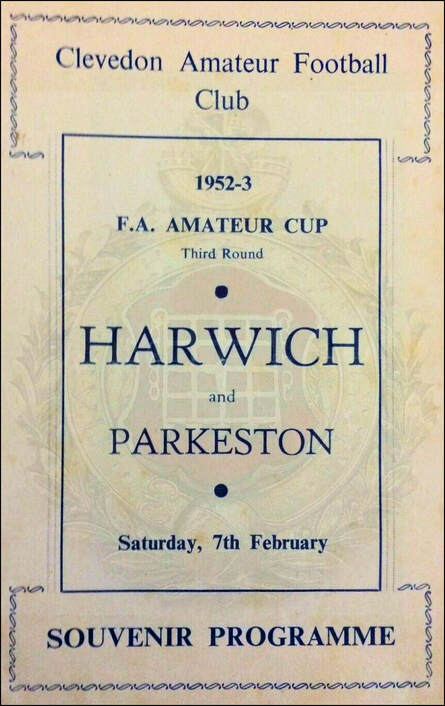 Clevedon Amateur Football
Club
1952-3
F.A. AMATEUR CUP
Third Round
HARWICH
and
PARKESTON
Saturday, 7th February
SOUVENIR PROGRAMME